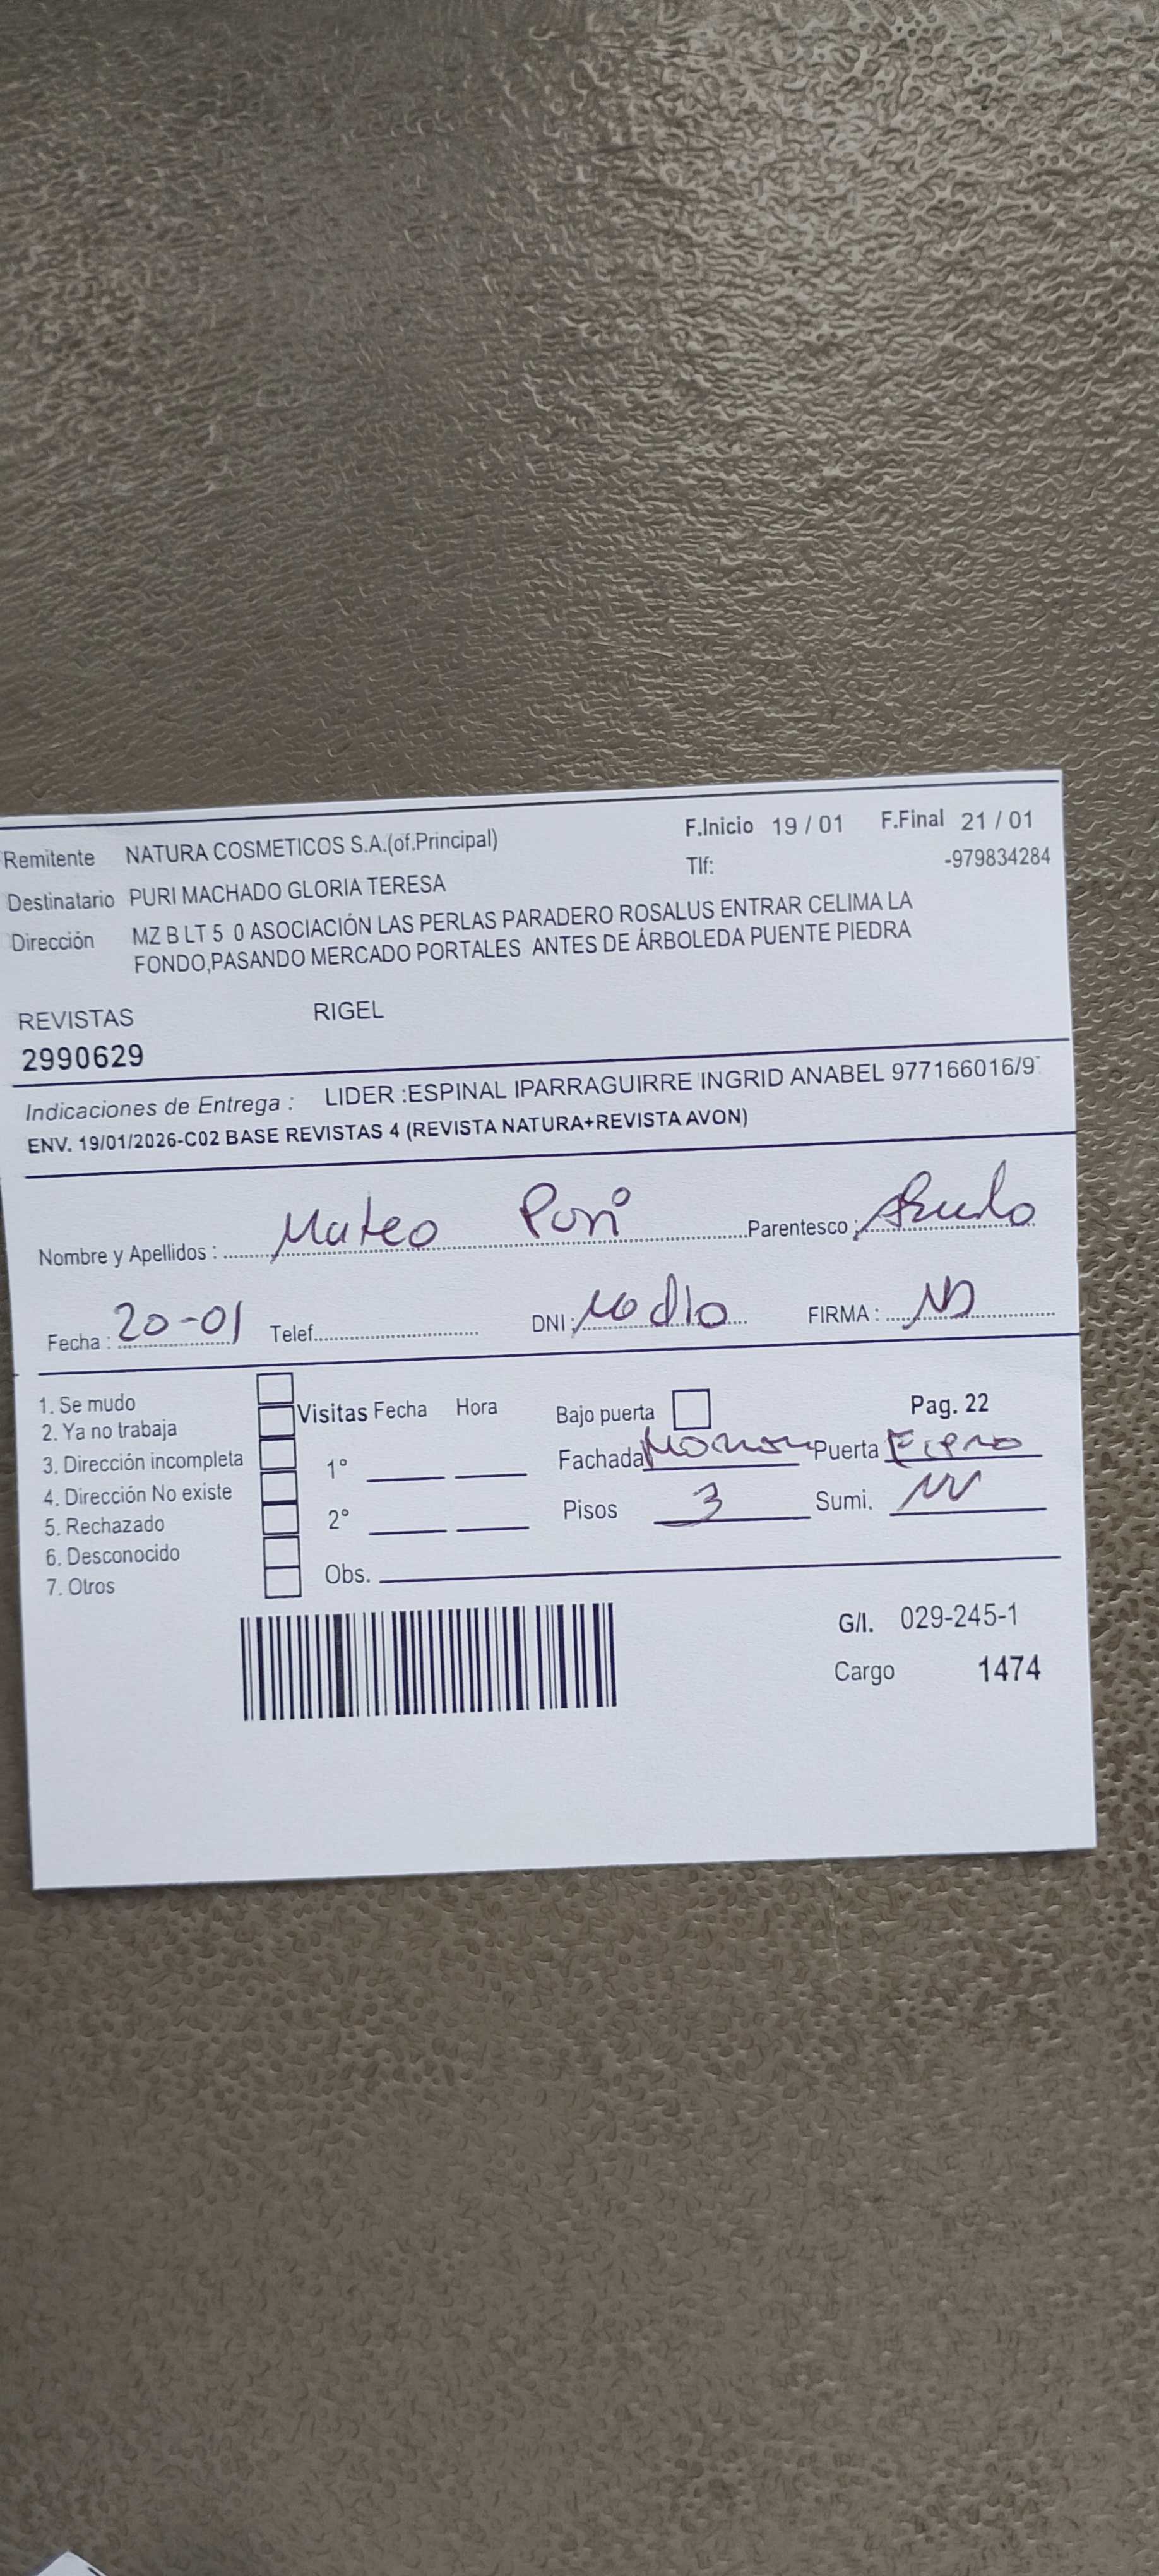 Remitente NATURA COSMETICOS S.A.(of.Principal) F.Inicio 19 / 01 F.Final 21 / 01
Tlf: -979834284
Destinatario PURI MACHADO GLORIA TERESA
Dirección MZ B LT 5 0 ASOCIACIÓN LAS PERLAS PARADERO ROSALUS ENTRAR CELIMA LA
FONDO,PASANDO MERCADO PORTALES ANTES DE ÁRBOLEDA PUENTE PIEDRA
REVISTAS RIGEL
2990629
Indicaciones de Entrega : LIDER :ESPINAL IPARRAGUIRRE INGRID ANABEL 977166016/9
ENV. 19/01/2026-C02 BASE REVISTAS 4 (REVISTA NATURA+REVISTA AVON)
Nombre y Apellidos : Mateo Puri Parentesco :
Fecha : 20-01 Telef. DNI : No dio FIRMA :
1. Se mudo
2. Ya no trabaja Visitas Fecha Hora Bajo puerta Pag. 22
3. Dirección incompleta 1° Fachada Puerta Fierro
4. Dirección No existe
5. Rechazado 2° Pisos 3 Sumi.
6. Desconocido
7. Otros Obs.
G/I. 029-245-1
Cargo 1474